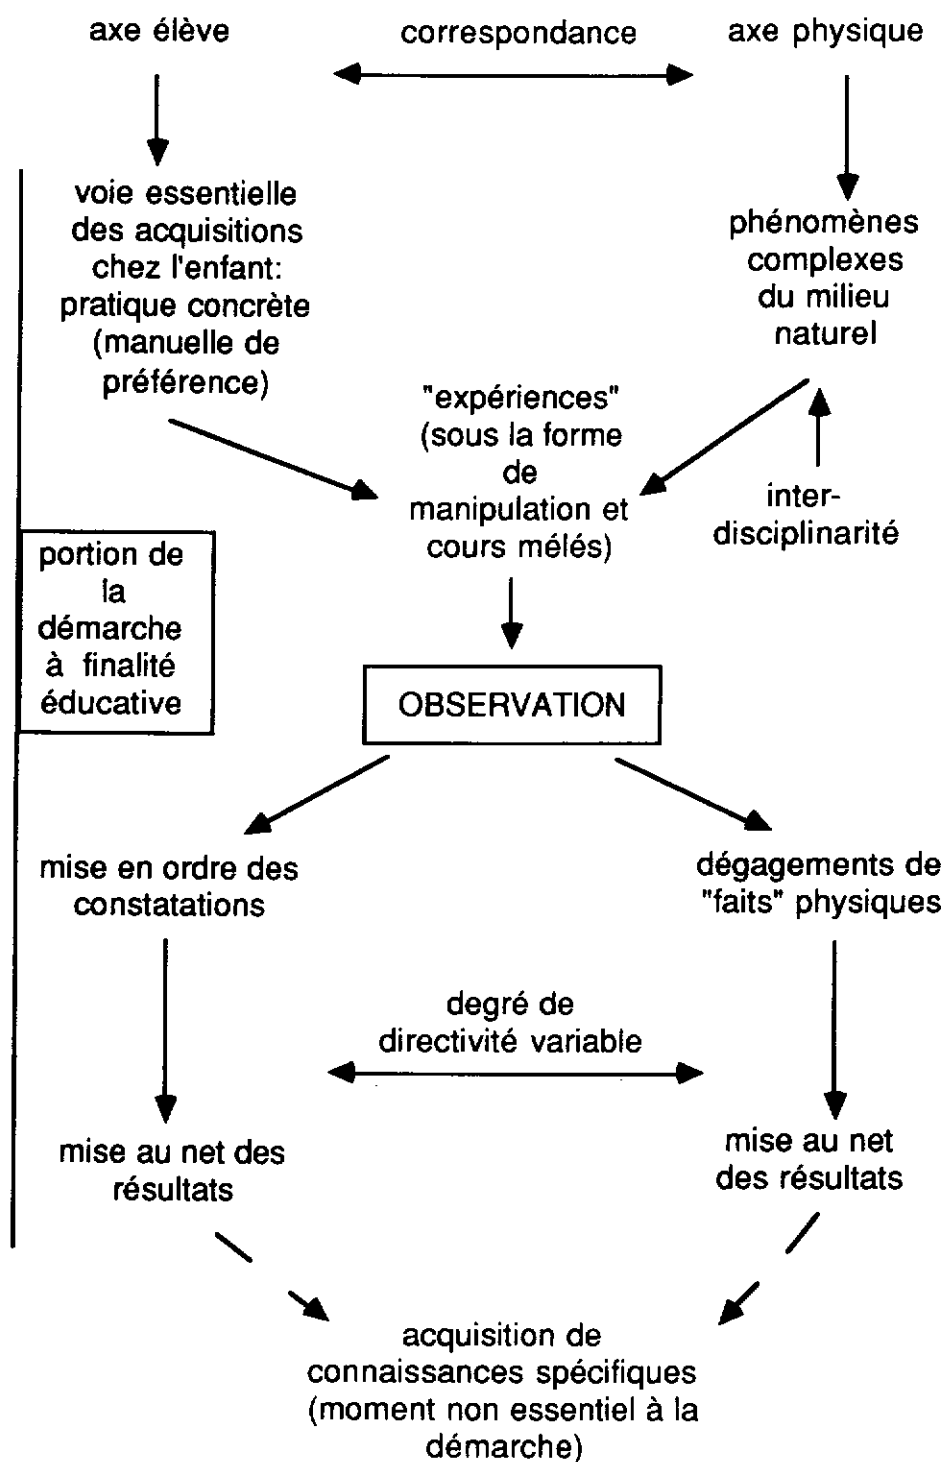 axe élève
correspondance
axe physique
voie essentielle
des acquisitions
chez l'enfant:
pratique concrète
(manuelle de
préférence)
phénomènes
complexes
du milieu
naturel
"expériences"
(sous la forme
de
manipulation et
cours mélés)
inter-
disciplinarité
portion de
la
démarche
à finalité
éducative
OBSERVATION
mise en ordre des
constatations
dégagements de
"faits" physiques
degré de
directivité variable
mise au net des
résultats
mise au net
des résultats
acquisition de
connaissances spécifiques
(moment non essentiel à la
démarche)